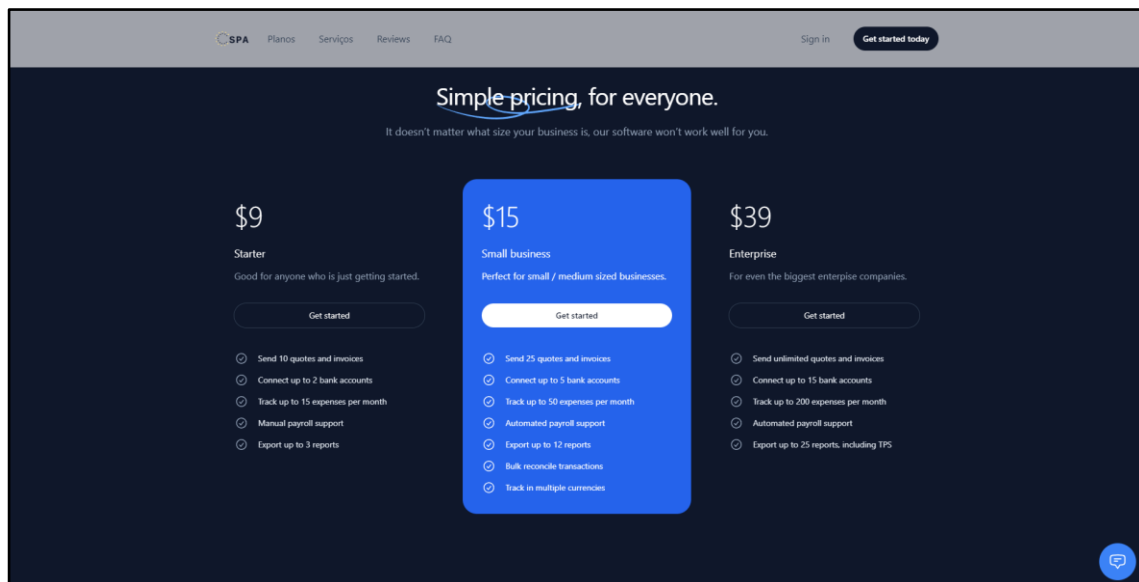 SPA Planos Serviços Reviews FAQ Sign in Get started today
Simple pricing, for everyone.
It doesn't matter what size your business is, our software won't work well for you.
$9
Starter
Good for anyone who is just getting started.
Get started
Send 10 quotes and invoices
Connect up to 2 bank accounts
Track up to 15 expenses per month
Manual payroll support
Export up to 3 reports
$15
Small business
Perfect for small / medium sized businesses.
Get started
Send 25 quotes and invoices
Connect up to 5 bank accounts
Track up to 50 expenses per month
Automated payroll support
Export up to 12 reports
Bulk reconcile transactions
Track in multiple currencies
$39
Enterprise
For even the biggest enterpise companies.
Get started
Send unlimited quotes and invoices
Connect up to 15 bank accounts
Track up to 200 expenses per month
Automated payroll support
Export up to 25 reports, including TPS